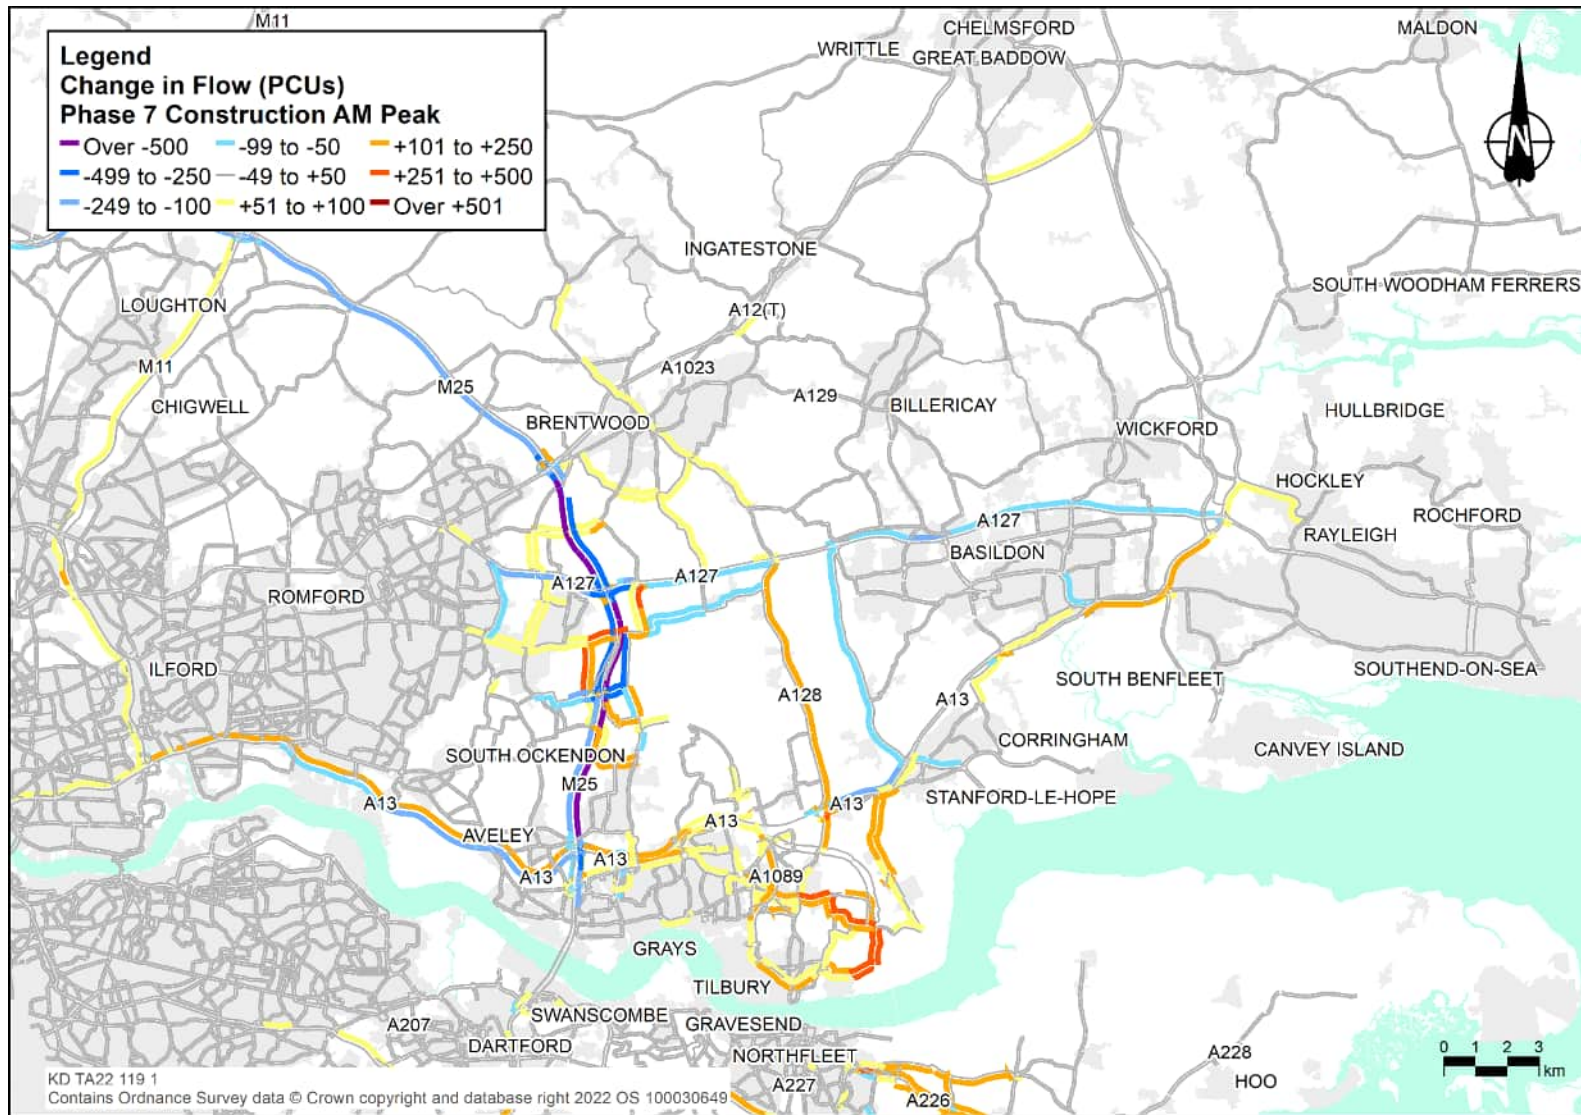 M11
CHELMSFORD
MALDON
WRITTLE
GREAT BADDOW
Legend
Change in Flow (PCUs)
Phase 7 Construction AM Peak
Over -500 -99 to -50 +101 to +250
-499 to -250 -49 to +50 +251 to +500
-249 to -100 +51 to +100 Over +501
N
INGATESTONE
SOUTH WOODHAM FERRERS
LOUGHTON
A12(T)
M11
A1023
M25
A129
CHIGWELL
BILLERICAY
HULLBRIDGE
BRENTWOOD
WICKFORD
HOCKLEY
ROCHFORD
A127
RAYLEIGH
BASILDON
A127
A127
ROMFORD
ILFORD
SOUTHEND-ON-SEA
SOUTH BENFLEET
A128
A13
CORRINGHAM
CANVEY ISLAND
SOUTH OCKENDON
M25
STANFORD-LE-HOPE
A13
A13
A13
AVELEY
A13
A13
A1089
GRAYS
TILBURY
SWANSCOMBE
GRAVESEND
A207
DARTFORD
NORTHFLEET
A228
HOO
A227
A226
0 1 2 3
km
KD TA22 119 1
Contains Ordnance Survey data © Crown copyright and database right 2022 OS 100030649